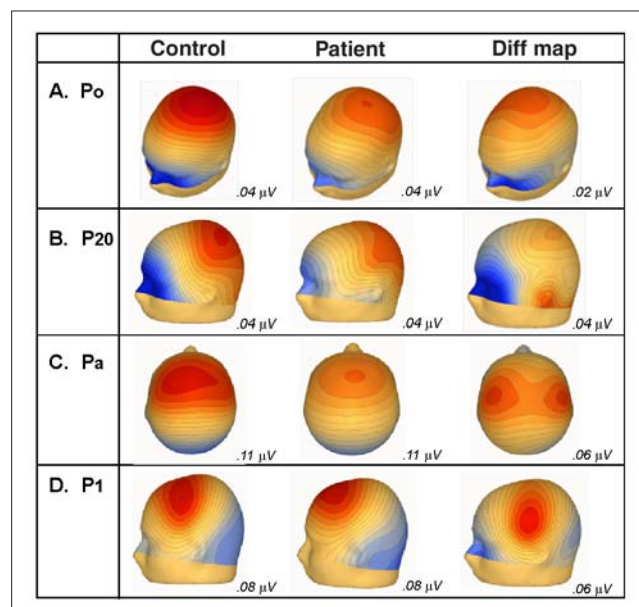 Control Patient Diff map
A. Po
.04 μV .04 μV .02 μV
B. P20
.04 μV .04 μV .04 μV
C. Pa
.11 μV .11 μV .06 μV
D. P1
.08 μV .08 μV .06 μV